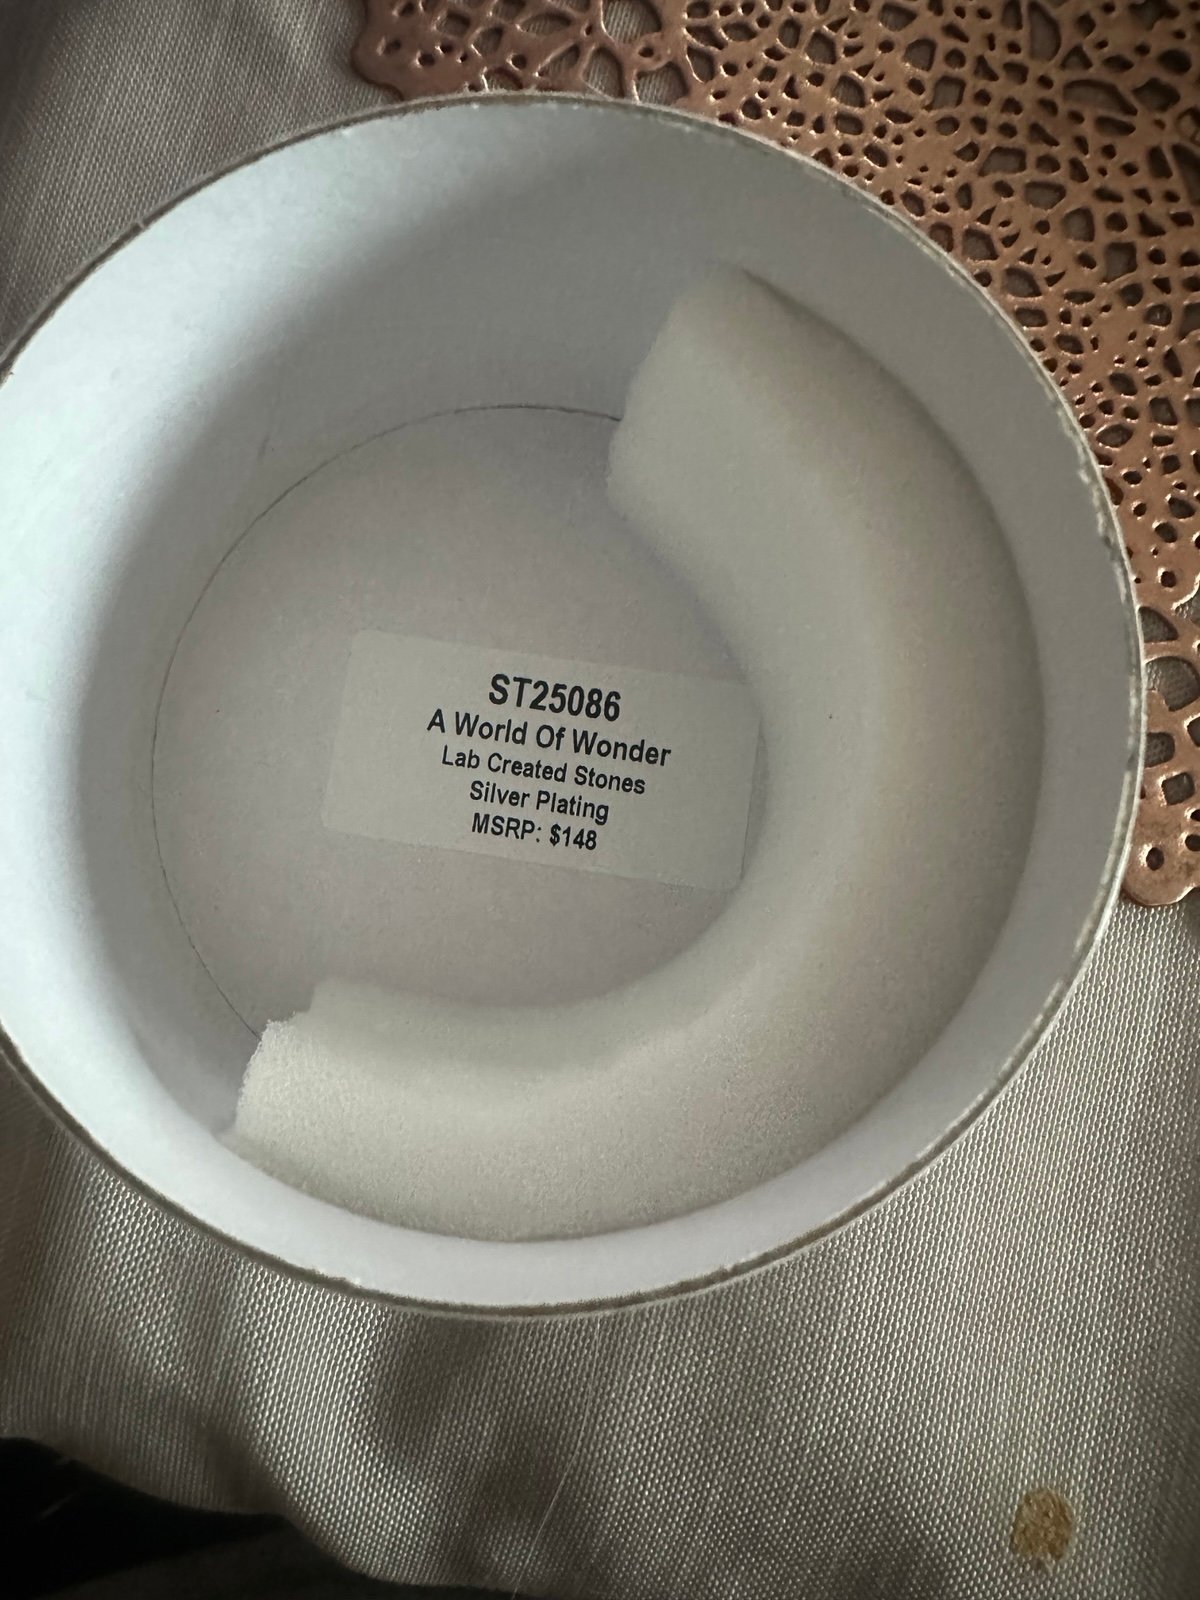 ST25086
A World Of Wonder
Lab Created Stones
Silver Plating
MSRP: $148